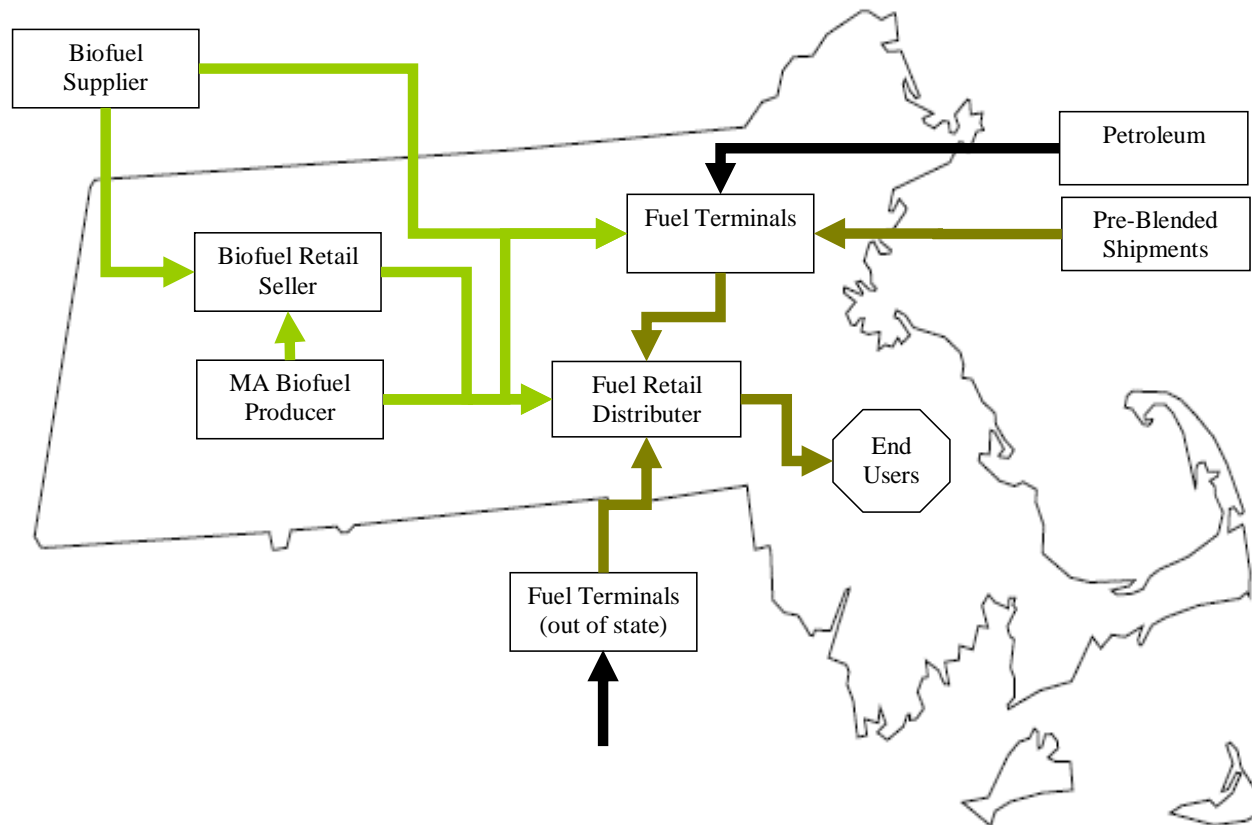 Biofuel
Supplier
Petroleum
Fuel Terminals
Pre-Blended
Shipments
Biofuel Retail
Seller
MA Biofuel
Producer
Fuel Retail
Distributer
End
Users
Fuel Terminals
(out of state)